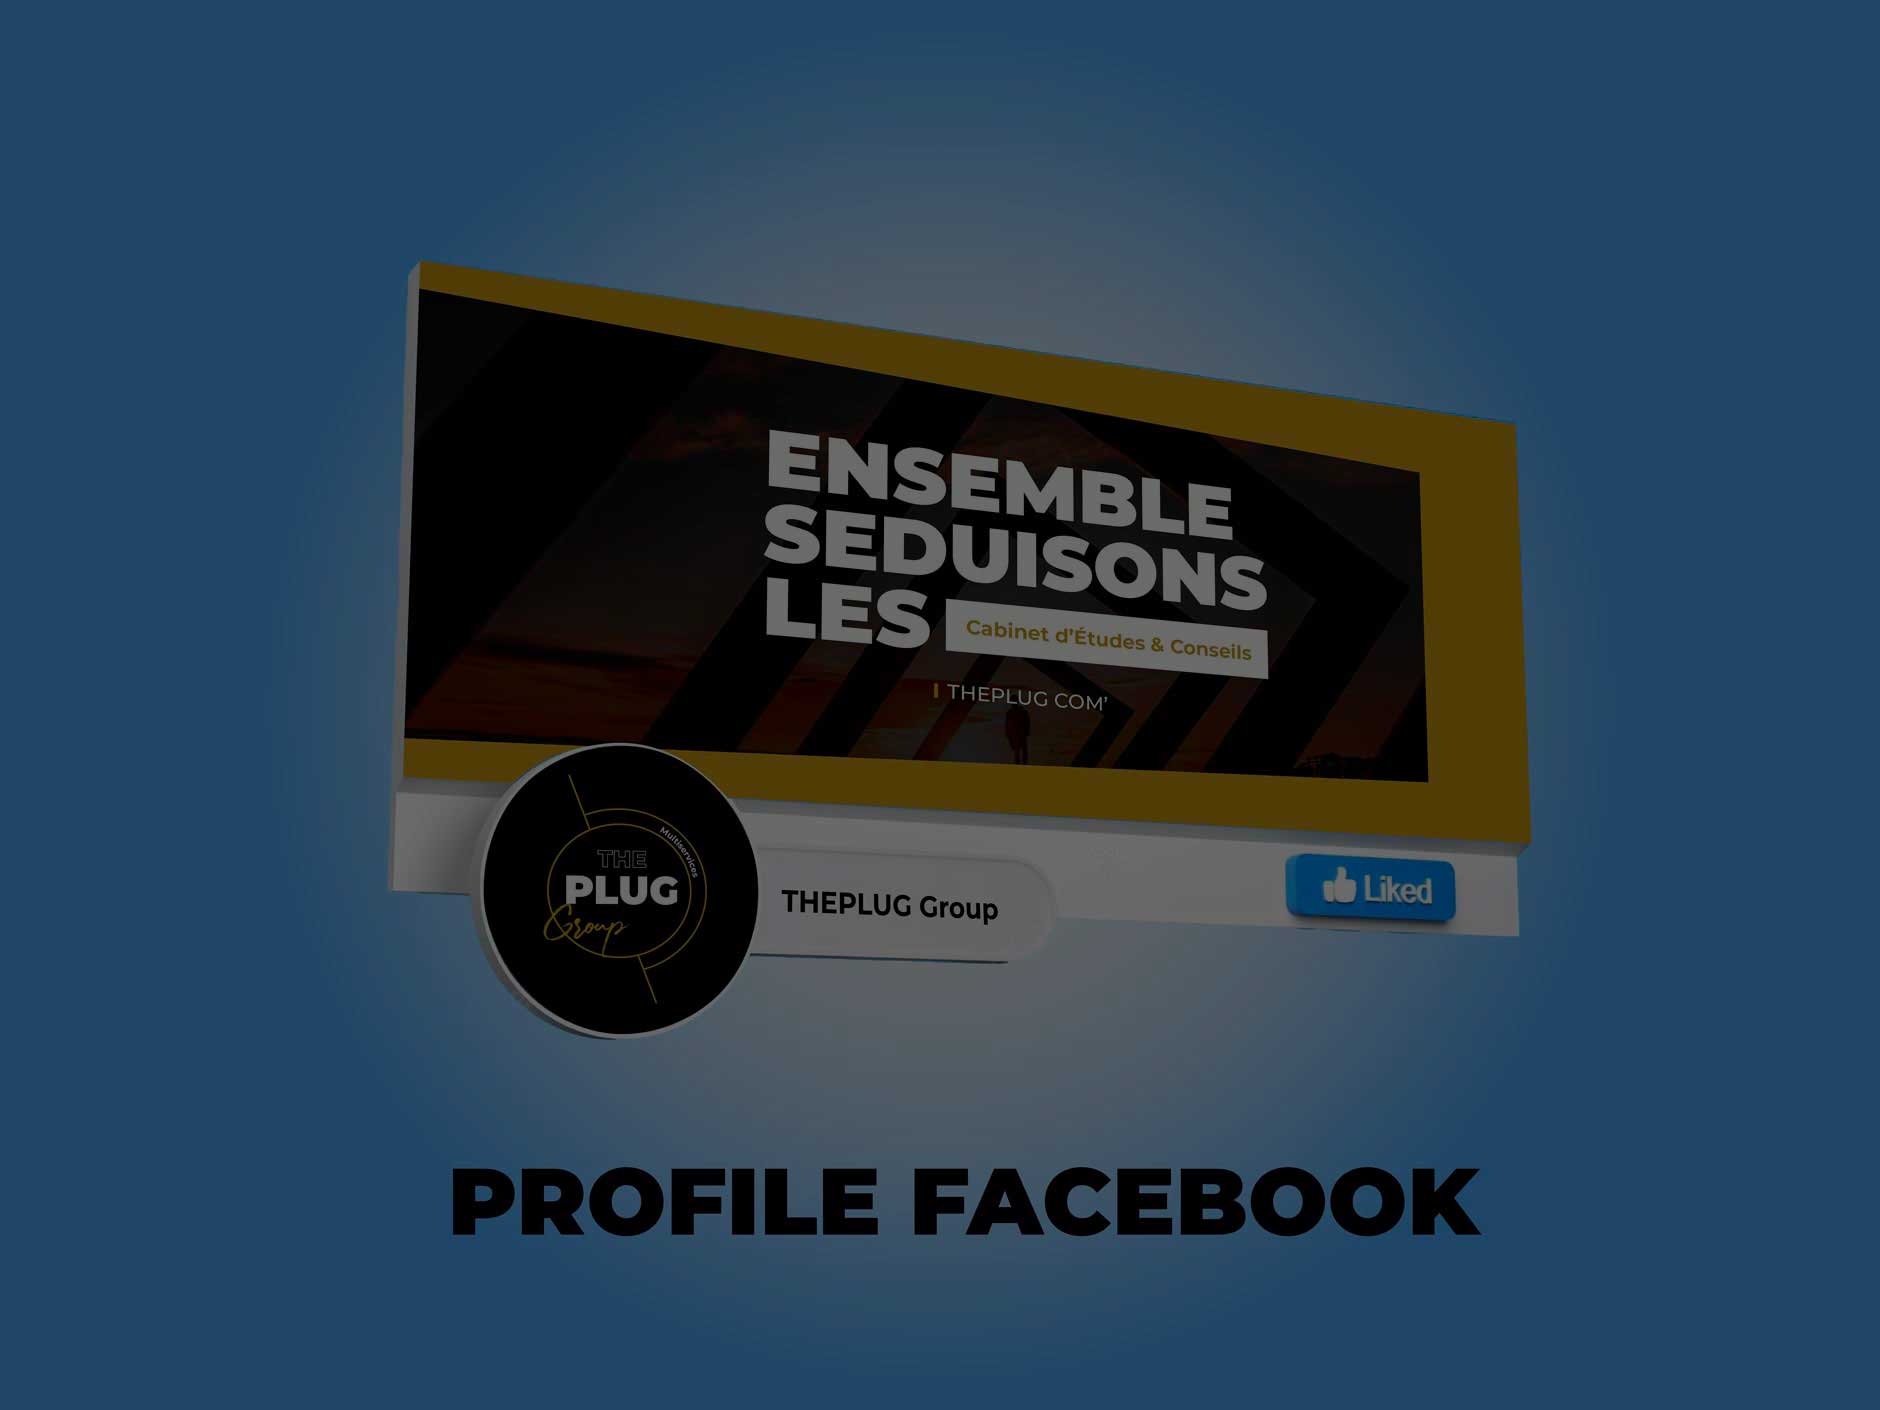 ENSEMBLE
SEDUISONS
LES Cabinet d'Études & Conseils
THEPLUG COM'
Multiservices
THE
PLUG
Group
THEPLUG Group
Liked
PROFILE FACEBOOK